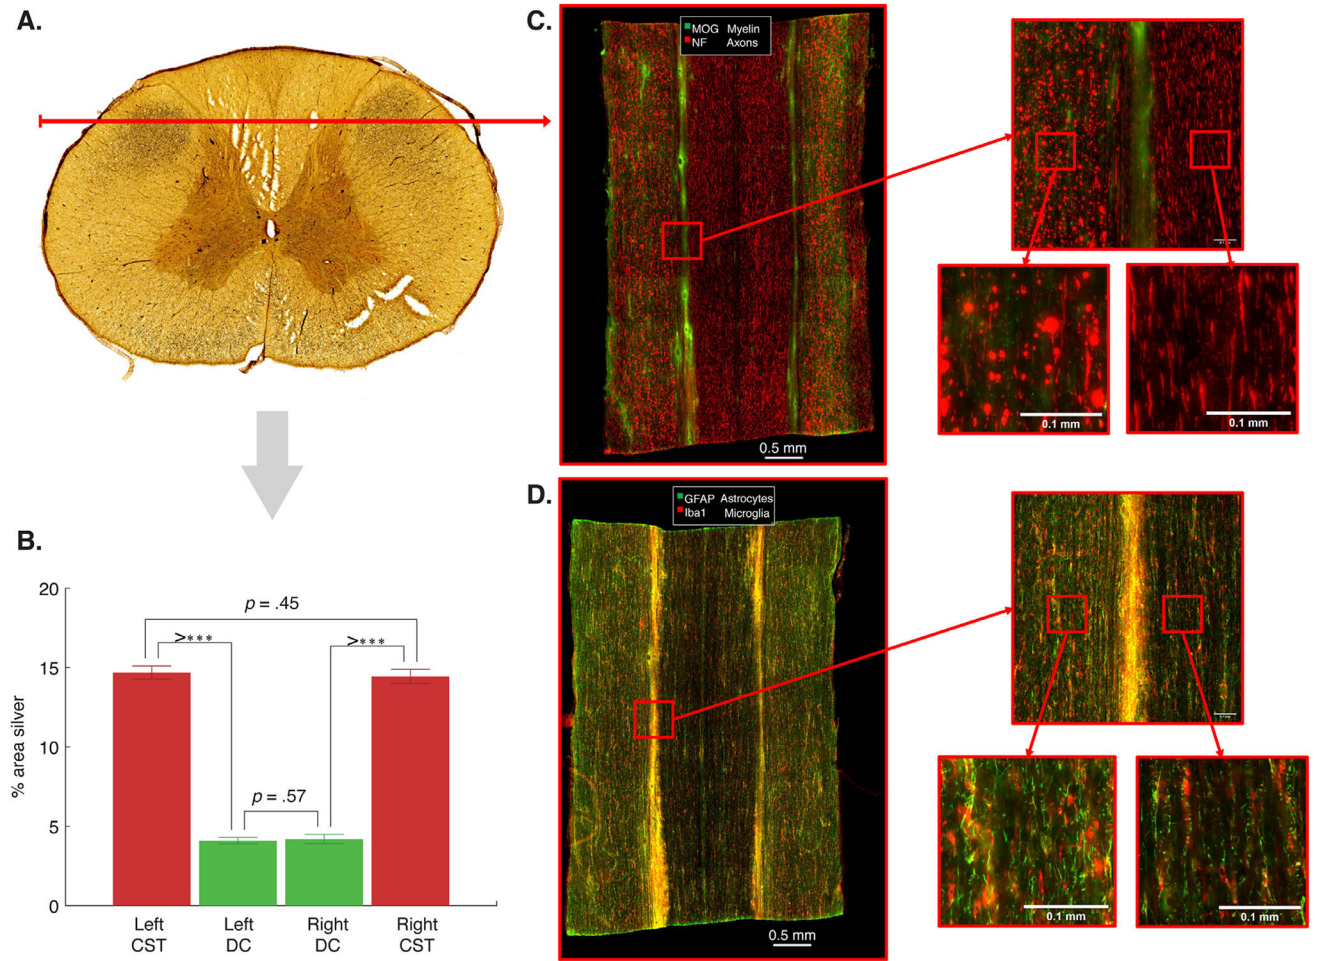 A.
B.
20
15
10
5
0
% area silver
p = .45
>***
>***
p = .57
Left
CST
Left
DC
Right
DC
Right
CST
C.
MOG Myelin
NF Axons
0.5 mm
0.1 mm
0.1 mm
D.
GFAP Astrocytes
Iba1 Microglia
0.5 mm
0.1 mm
0.1 mm